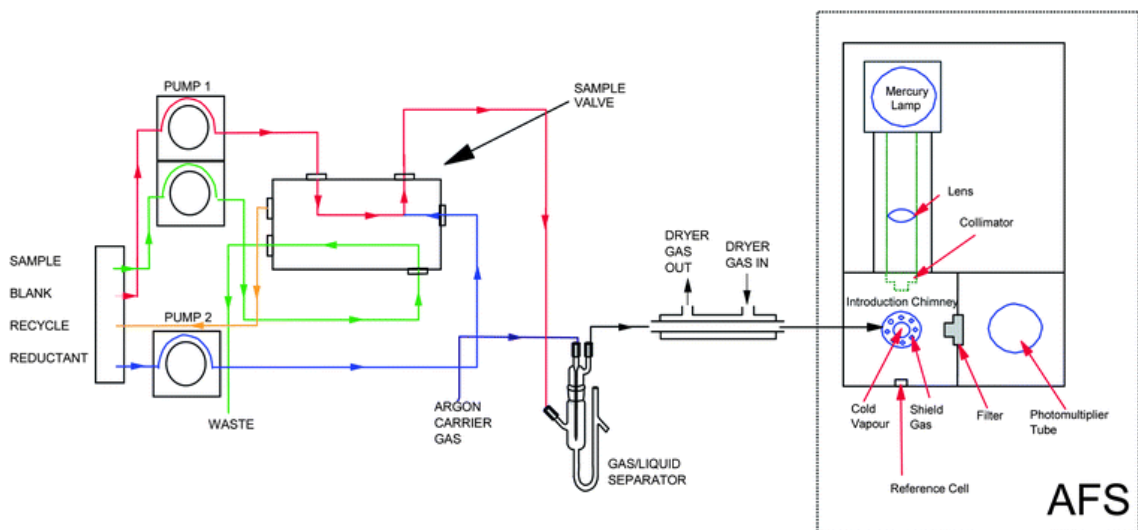 PUMP 1
SAMPLE
VALVE
SAMPLE
BLANK
RECYCLE
REDUCTANT
PUMP 2
WASTE
ARGON
CARRIER
GAS
GAS/LIQUID
SEPARATOR
DRYER
GAS
OUT
DRYER
GAS IN
Mercury
Lamp
Lens
Collimator
Introduction Chimney
Cold
Vapour
Shield
Gas
Filter
Photomultiplier
Tube
Reference Cell
AFS